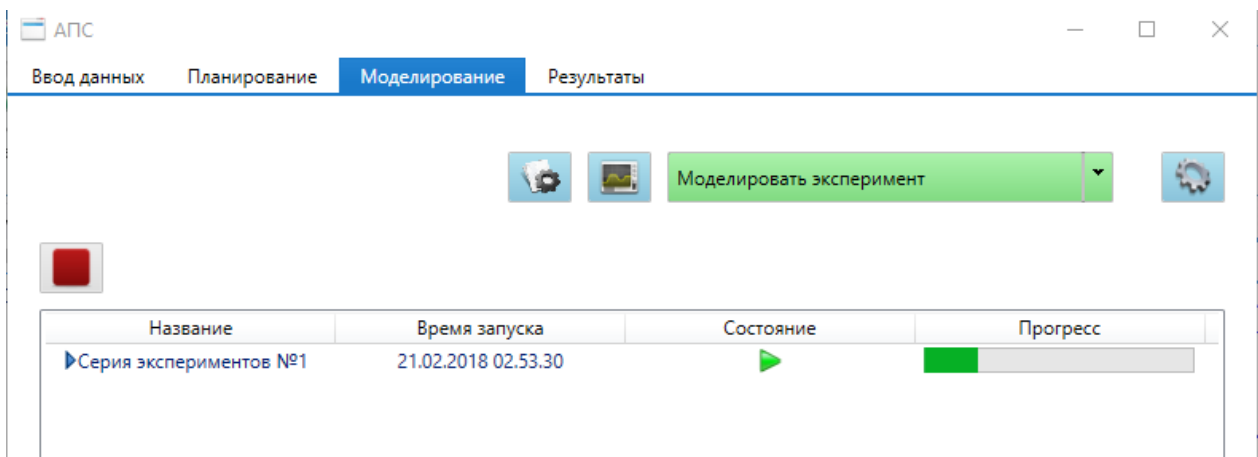 АПС
Ввод данных Планирование Моделирование Результаты
Моделировать эксперимент
Название Время запуска Состояние Прогресс
Серия экспериментов №1 21.02.2018 02.53.30